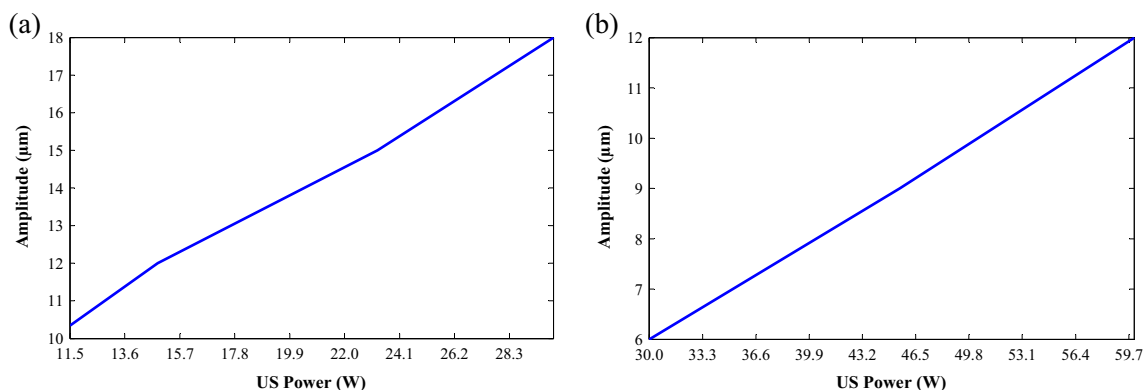 (a)
18
17
16
15
14
13
12
11
10
Amplitude (µm)
11.5 13.6 15.7 17.8 19.9 22.0 24.1 26.2 28.3
US Power (W)
(b)
12
11
10
9
8
7
6
Amplitude (µm)
30.0 33.3 36.6 39.9 43.2 46.5 49.8 53.1 56.4 59.7
US Power (W)